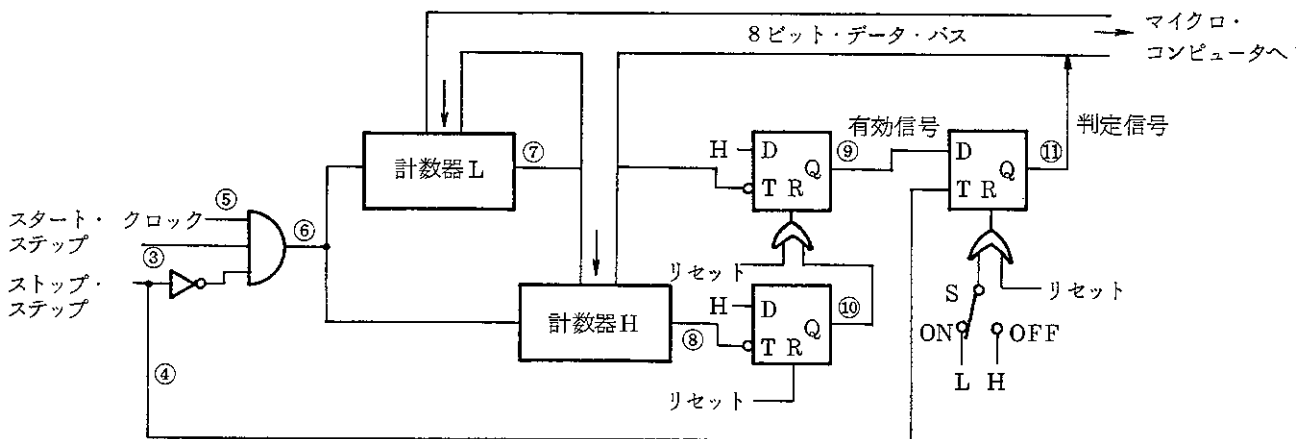 8ビット・データ・バス
マイクロ・
コンピュータへ
計数器L
⑦
H
D
Q
T R
⑨
有効信号
D
Q
T R
⑪
判定信号
スタート・
ステップ
クロック
⑤
⑥
③
ストップ・
ステップ
リセット
計数器H
⑧
H
D
Q
T R
⑩
S
リセット
ON
OFF
L
H
④
リセット